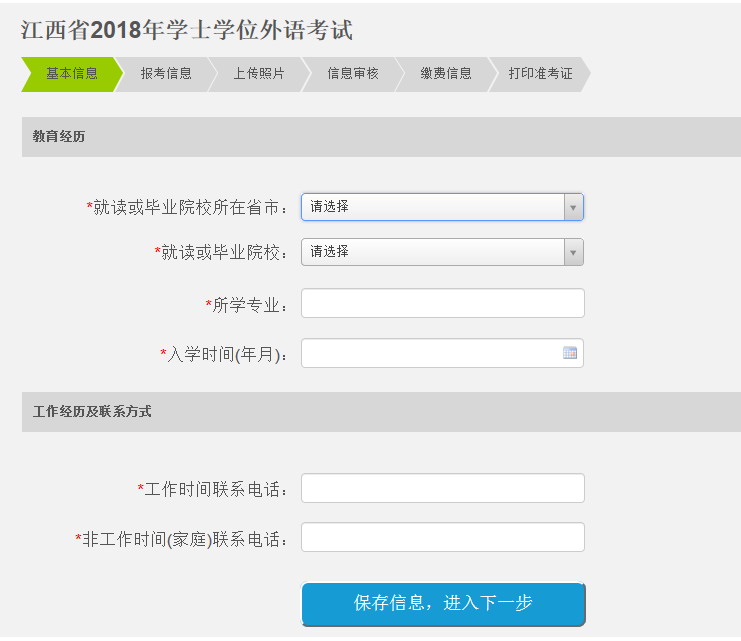 江西省2018年学士学位外语考试
基本信息 报考信息 上传照片 信息审核 缴费信息 打印准考证
教育经历
*就读或毕业院校所在省市： 请选择
*就读或毕业院校： 请选择
*所学专业：
*入学时间(年月)：
工作经历及联系方式
*工作时间联系电话：
*非工作时间(家庭)联系电话：
保存信息，进入下一步